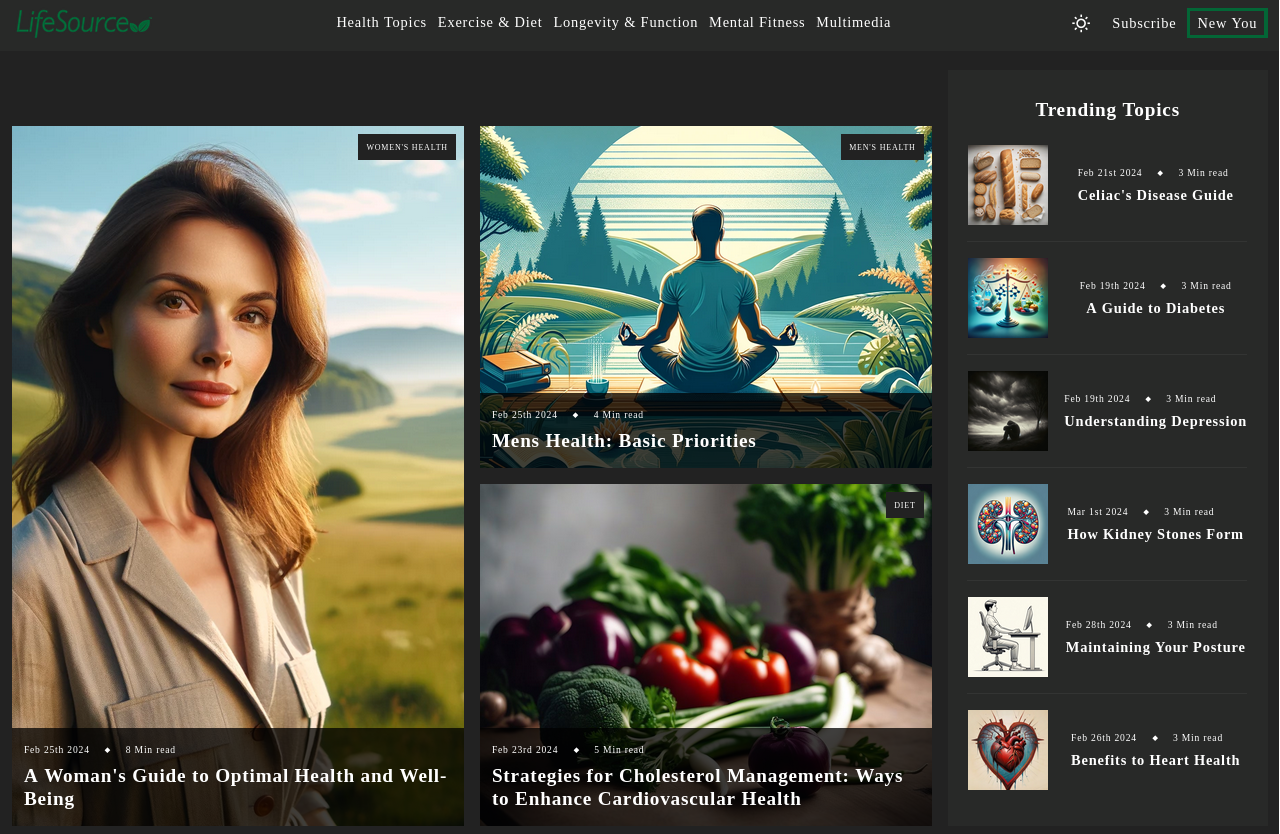 LifeSource
Health Topics Exercise & Diet Longevity & Function Mental Fitness Multimedia
Subscribe New You
WOMEN'S HEALTH
Feb 25th 2024 ◆ 8 Min read
A Woman's Guide to Optimal Health and Well-
Being
MEN'S HEALTH
Feb 25th 2024 ◆ 4 Min read
Mens Health: Basic Priorities
DIET
Feb 23rd 2024 ◆ 5 Min read
Strategies for Cholesterol Management: Ways
to Enhance Cardiovascular Health
Trending Topics
Feb 21st 2024 ◆ 3 Min read
Celiac's Disease Guide
Feb 19th 2024 ◆ 3 Min read
A Guide to Diabetes
Feb 19th 2024 ◆ 3 Min read
Understanding Depression
Mar 1st 2024 ◆ 3 Min read
How Kidney Stones Form
Feb 28th 2024 ◆ 3 Min read
Maintaining Your Posture
Feb 26th 2024 ◆ 3 Min read
Benefits to Heart Health